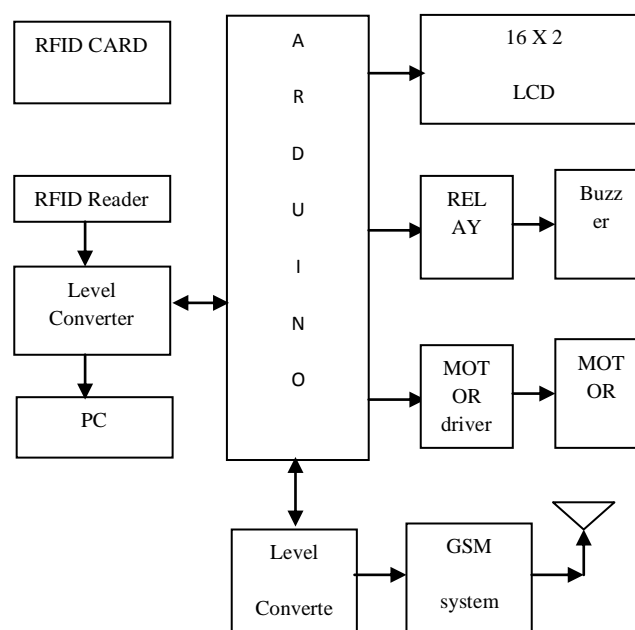 RFID CARD
A
R
D
U
I
N
O
16 X 2
LCD
RFID Reader
REL
AY
Buzz
er
Level
Converter
MOT
OR
driver
MOT
OR
PC
Level
Converte
GSM
system